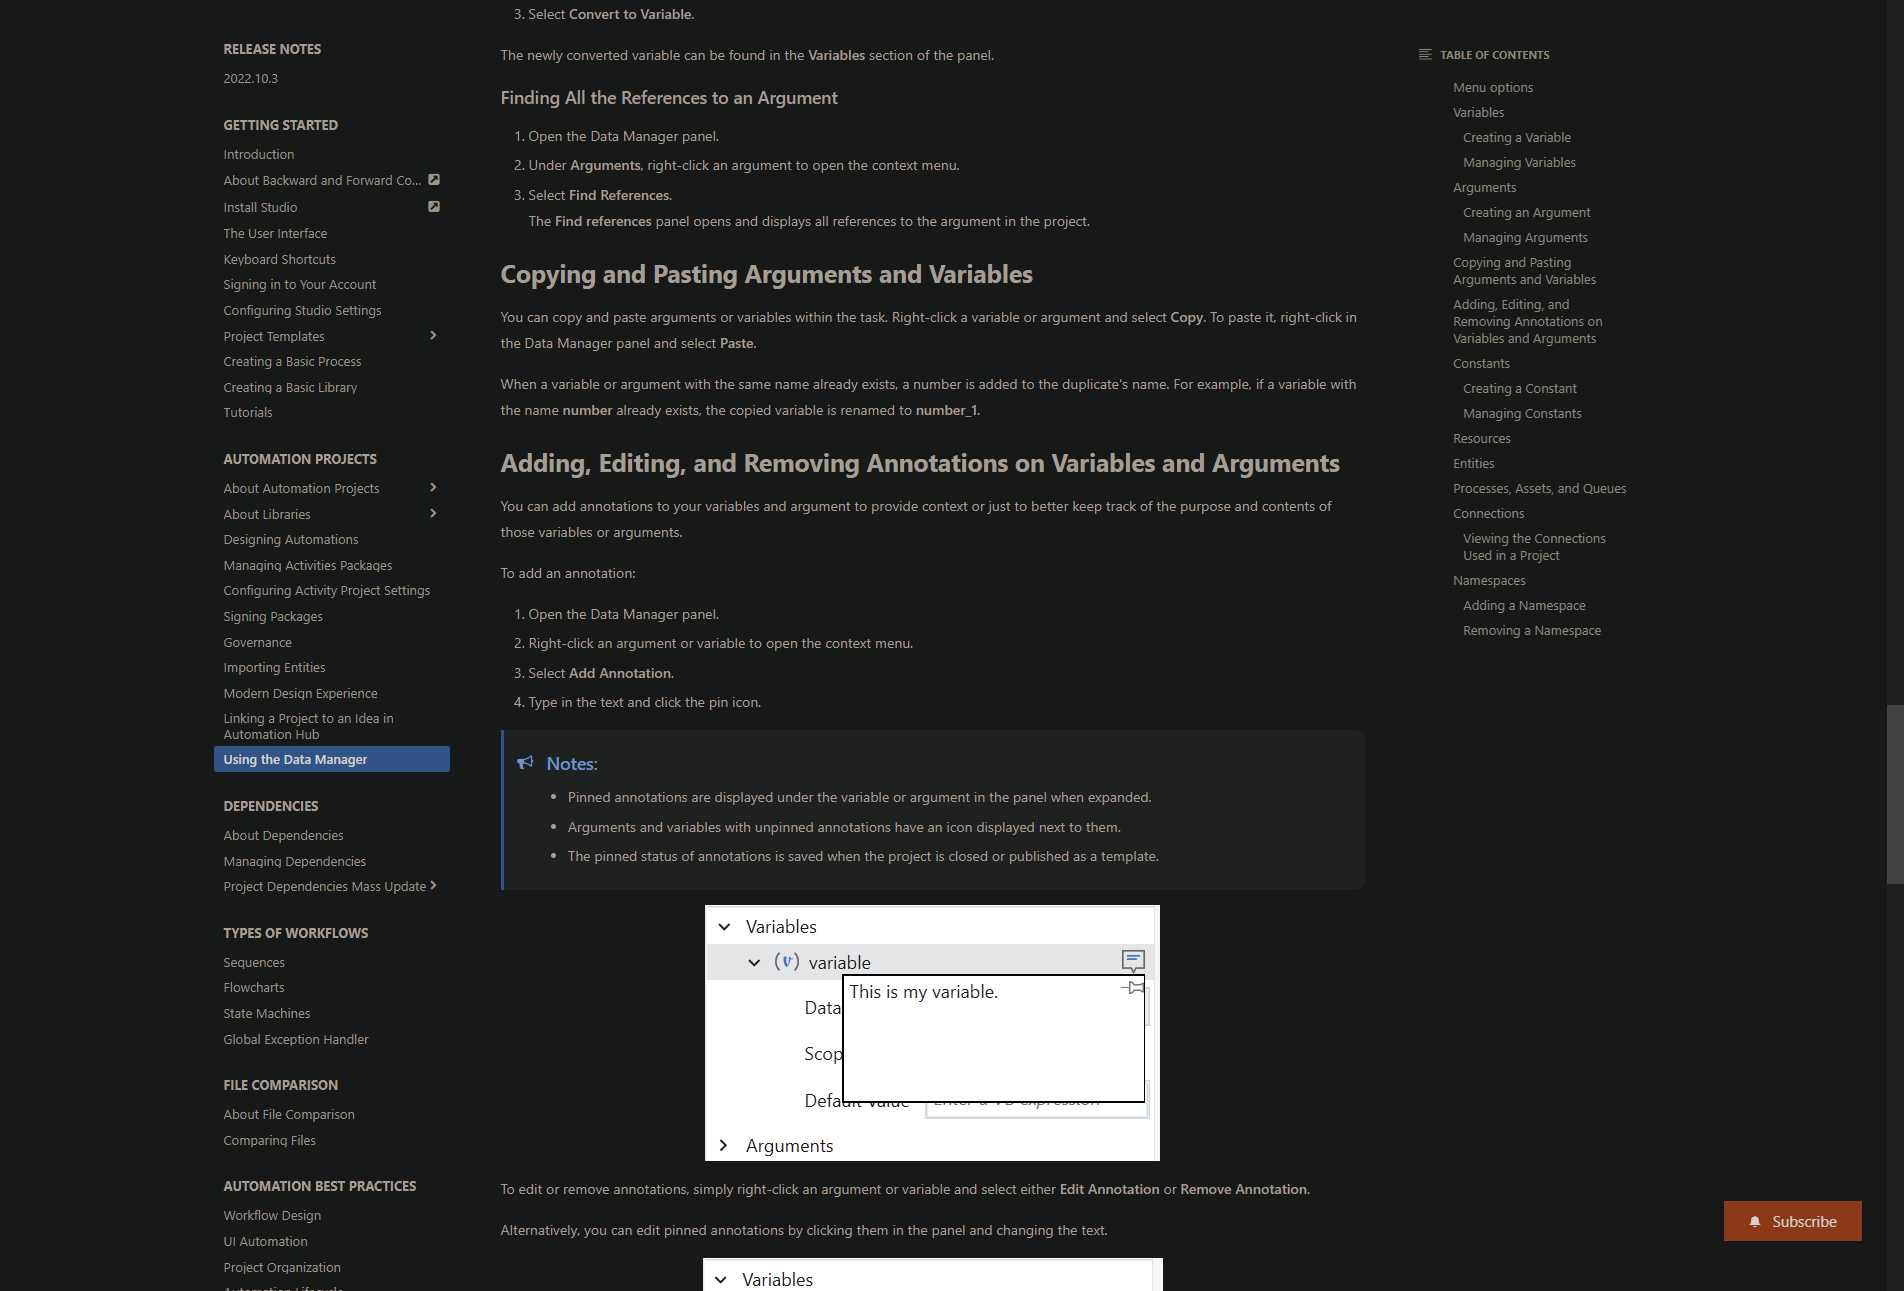 RELEASE NOTES
2022.10.3
GETTING STARTED
Introduction
About Backward and Forward Co...
Install Studio
The User Interface
Keyboard Shortcuts
Signing in to Your Account
Configuring Studio Settings
Project Templates
Creating a Basic Process
Creating a Basic Library
Tutorials
AUTOMATION PROJECTS
About Automation Projects
About Libraries
Designing Automations
Managing Activities Packages
Configuring Activity Project Settings
Signing Packages
Governance
Importing Entities
Modern Design Experience
Linking a Project to an Idea in
Automation Hub
Using the Data Manager
DEPENDENCIES
About Dependencies
Managing Dependencies
Project Dependencies Mass Update
TYPES OF WORKFLOWS
Sequences
Flowcharts
State Machines
Global Exception Handler
FILE COMPARISON
About File Comparison
Comparing Files
AUTOMATION BEST PRACTICES
Workflow Design
UI Automation
Project Organization
Automation Lifecycle
3. Select Convert to Variable.
The newly converted variable can be found in the Variables section of the panel.
Finding All the References to an Argument
1. Open the Data Manager panel.
2. Under Arguments, right-click an argument to open the context menu.
3. Select Find References.
The Find references panel opens and displays all references to the argument in the project.
Copying and Pasting Arguments and Variables
You can copy and paste arguments or variables within the task. Right-click a variable or argument and select Copy. To paste it, right-click in
the Data Manager panel and select Paste.
When a variable or argument with the same name already exists, a number is added to the duplicate's name. For example, if a variable with
the name number already exists, the copied variable is renamed to number_1.
Adding, Editing, and Removing Annotations on Variables and Arguments
You can add annotations to your variables and argument to provide context or just to better keep track of the purpose and contents of
those variables or arguments.
To add an annotation:
1. Open the Data Manager panel.
2. Right-click an argument or variable to open the context menu.
3. Select Add Annotation.
4. Type in the text and click the pin icon.
Notes:
• Pinned annotations are displayed under the variable or argument in the panel when expanded.
• Arguments and variables with unpinned annotations have an icon displayed next to them.
• The pinned status of annotations is saved when the project is closed or published as a template.
Variables
(v) variable
This is my variable.
Data
Scop
Default value Enter a VB expression
Arguments
To edit or remove annotations, simply right-click an argument or variable and select either Edit Annotation or Remove Annotation.
Alternatively, you can edit pinned annotations by clicking them in the panel and changing the text.
Variables
TABLE OF CONTENTS
Menu options
Variables
Creating a Variable
Managing Variables
Arguments
Creating an Argument
Managing Arguments
Copying and Pasting
Arguments and Variables
Adding, Editing, and
Removing Annotations on
Variables and Arguments
Constants
Creating a Constant
Managing Constants
Resources
Entities
Processes, Assets, and Queues
Connections
Viewing the Connections
Used in a Project
Namespaces
Adding a Namespace
Removing a Namespace
Subscribe